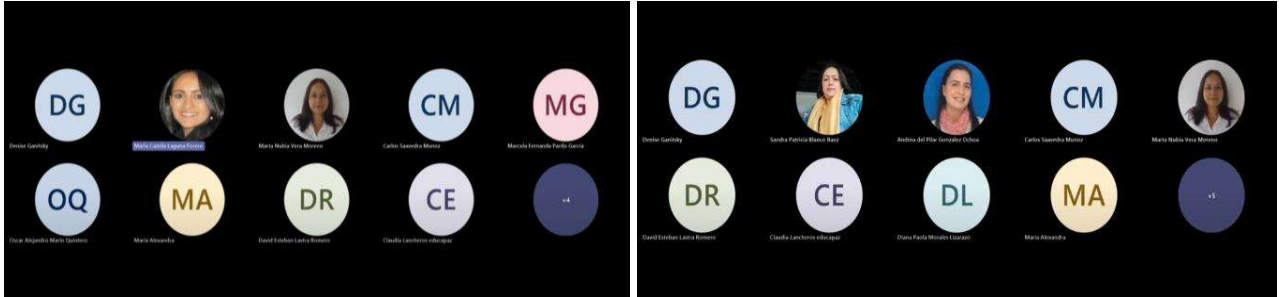 DG
CM
MG
Denise Ganitsky
Maria Camila Laguna Forero
Marta Nubia Vera Moreno
Carlos Saavedra Munoz
Marcela Fernanda Pardo Garcia
OQ
MA
DR
CE
+4
Oscar Alejandro Marin Quintero
Maria Alexandra
David Esteban Lastra Romero
Claudia Lancheros educapaz
DG
CM
Denise Ganitsky
Sandra Patricia Blanco Baez
Andrea del Pilar Gonzalez Ochoa
Carlos Saavedra Munoz
Marta Nubia Vera Moreno
DR
CE
DL
MA
+5
David Esteban Lastra Romero
Claudia Lancheros educapaz
Diana Paola Morales Lizarazo
Maria Alexandra